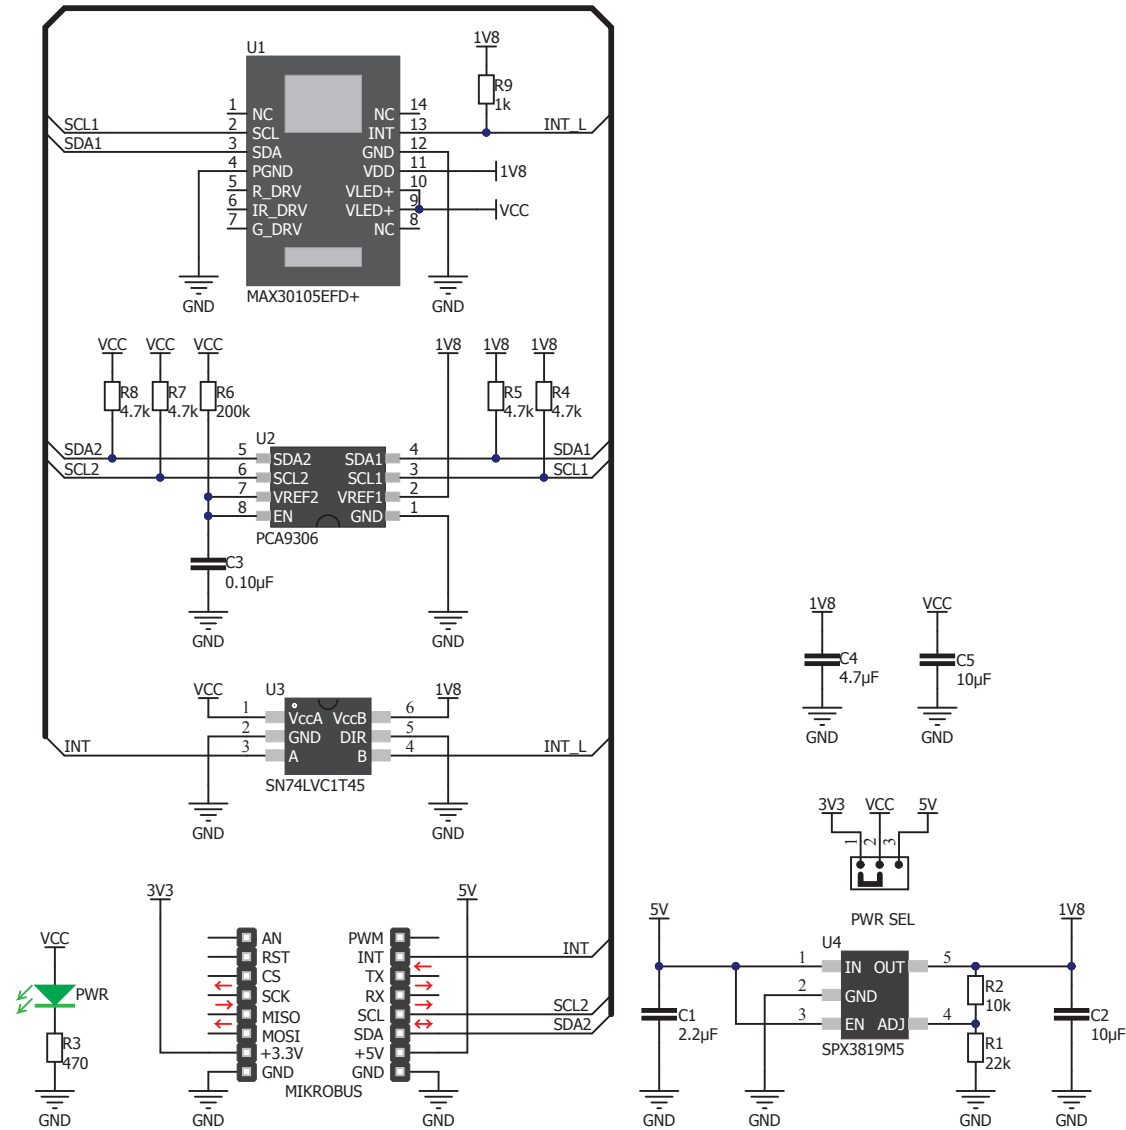 U1
1V8
R9
1k
1 NC NC 14
SCL1 2 SCL INT 13 INT_L
SDA1 3 SDA GND 12
4 PGND VDD 11 1V8
5 R_DRV VLED+ 10
6 IR_DRV VLED+ 9 VCC
7 G_DRV NC 8
GND MAX30105EFD+ GND
VCC VCC VCC 1V8 1V8 1V8
R8 R7 R6 R5 R4
4.7k 4.7k 200k 4.7k 4.7k
U2
SDA2 5 SDA2 SDA1 4 SDA1
SCL2 6 SCL2 SCL1 3 SCL1
7 VREF2 VREF1 2
8 EN GND 1
PCA9306
C3
0.10µF
GND GND
1V8 VCC
C4 C5
4.7µF 10µF
GND GND
VCC U3 1V8
1 VccA VccB 6
2 GND DIR 5
INT 3 A B 4 INT_L
SN74LVC1T45
GND GND
3V3 VCC 5V
1 2 3
PWR SEL
3V3 5V
AN PWM
RST INT INT
CS TX
SCK RX
MISO SCL SCL2
MOSI SDA SDA2
+3.3V +5V
GND GND
MIKROBUS
GND GND
VCC
PWR
R3
470
GND
5V U4 1V8
1 IN OUT 5
2 GND
3 EN ADJ 4
SPX3819M5
R2
10k
R1
22k
C1
2.2µF
C2
10µF
GND GND GND GND